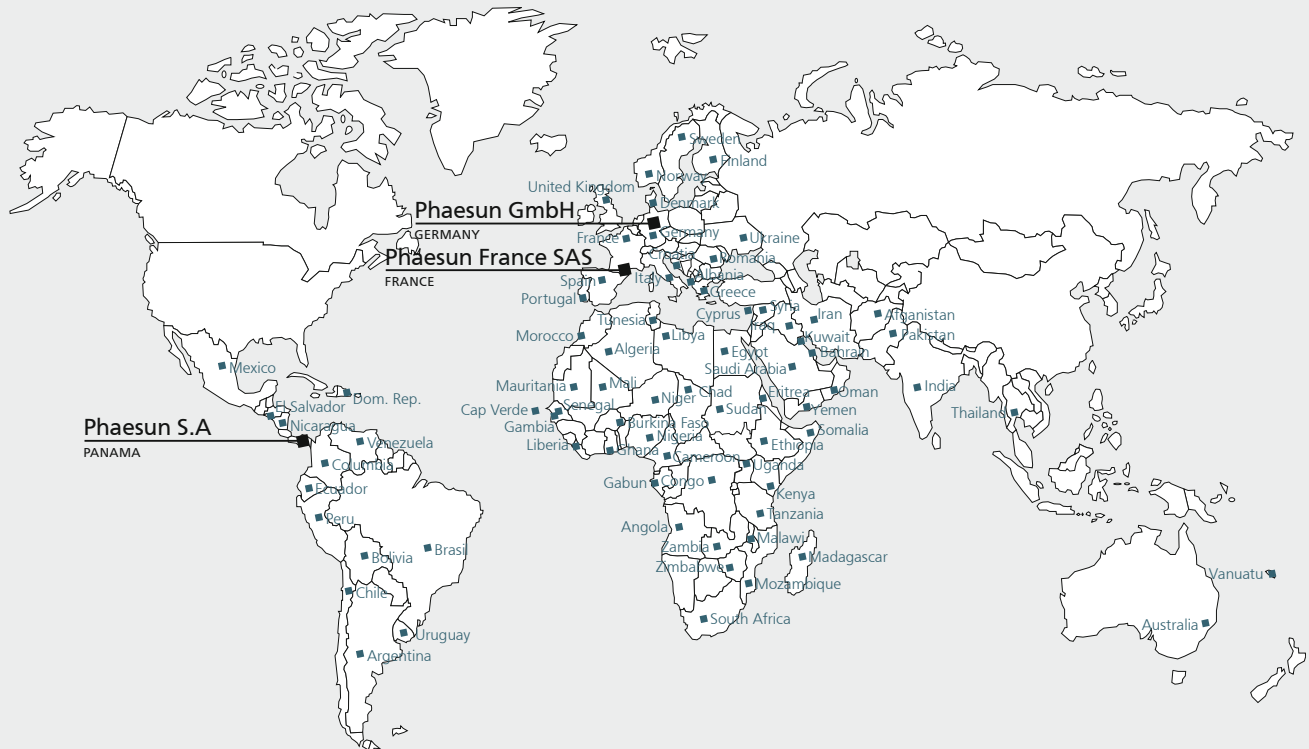 Sweden
Finland
Norway
United Kingdom
Denmark
Phaesun GmbH
GERMANY
Germany
France
Ukraine
Croatia
Romania
Phaesun France SAS
FRANCE
Italy
Albania
Spain
Greece
Portugal
Cyprus
Syria
Iran
Afganistan
Tunesia
Iraq
Morocco
Libya
Kuwait
Pakistan
Algeria
Egypt
Bahrain
Saudi Arabia
Mexico
Mauritania
Mali
India
Dom. Rep.
Niger
Chad
Eritrea
Oman
El Salvador
Cap Verde
Senegal
Sudan
Yemen
Thailand
Nicaragua
Gambia
Burkina Faso
Somalia
Phaesun S.A
PANAMA
Venezuela
Liberia
Ghana
Nigeria
Ethiopia
Columbia
Cameroon
Uganda
Ecuador
Gabun
Congo
Kenya
Peru
Angola
Tanzania
Brasil
Zambia
Malawi
Bolivia
Zimbabwe
Madagascar
Vanuatu
Chile
Mozambique
South Africa
Australia
Uruguay
Argentina